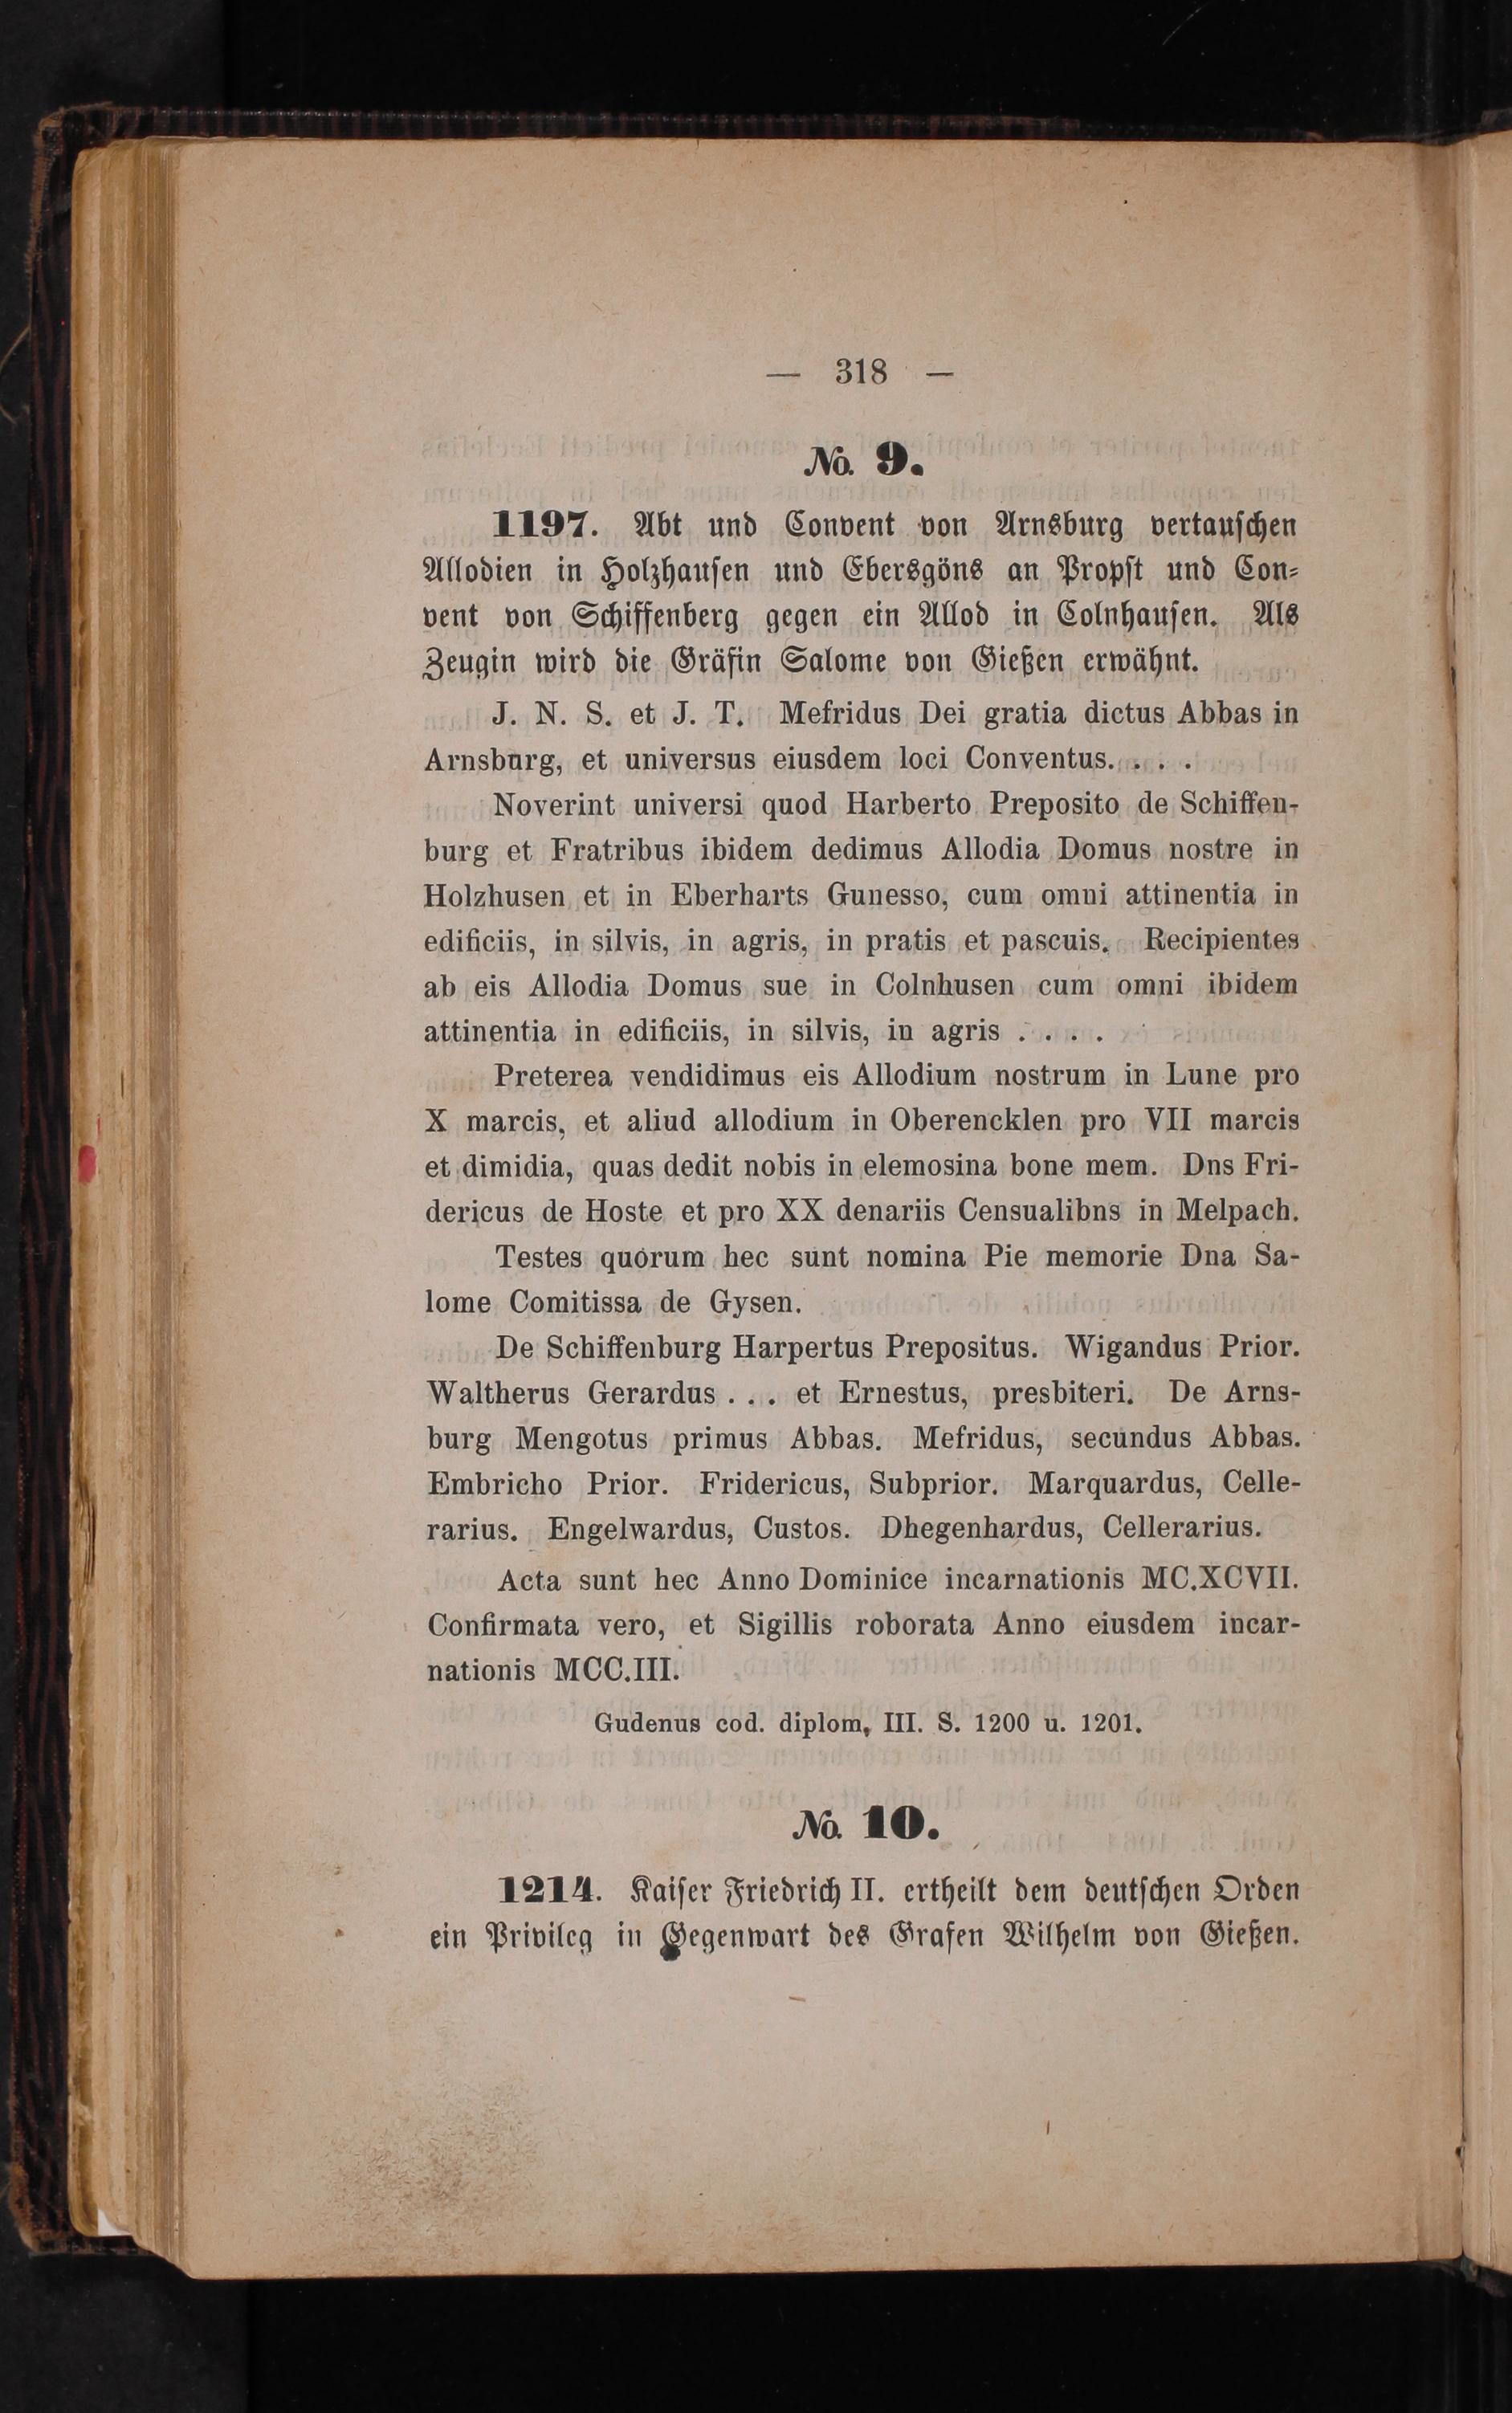 — 318 —
No. 9.
1197. Abt und Convent von Arnsburg vertauſchen
Allodien in Holzhauſen und Ebersgöns an Propſt und Con-
vent von Schiffenberg gegen ein Allod in Colnhauſen. Als
Zeugin wird die Gräfin Salome von Gießen erwähnt.
J. N. S. et J. T. Mefridus Dei gratia dictus Abbas in
Arnsburg, et universus eiusdem loci Conventus. . . .
Noverint universi quod Harberto Preposito de Schiffen-
burg et Fratribus ibidem dedimus Allodia Domus nostre in
Holzhusen et in Eberharts Gunesso, cum omni attinentia in
edificiis, in silvis, in agris, in pratis et pascuis. Recipientes
ab eis Allodia Domus sue in Colnhusen cum omni ibidem
attinentia in edificiis, in silvis, in agris . . . .
Preterea vendidimus eis Allodium nostrum in Lune pro
X marcis, et aliud allodium in Oberencklen pro VII marcis
et dimidia, quas dedit nobis in elemosina bone mem. Dns Fri-
dericus de Hoste et pro XX denariis Censualibns in Melpach.
Testes quorum hec sunt nomina Pie memorie Dna Sa-
lome Comitissa de Gysen.
De Schiffenburg Harpertus Prepositus. Wigandus Prior.
Waltherus Gerardus . . . et Ernestus, presbiteri. De Arns-
burg Mengotus primus Abbas. Mefridus, secundus Abbas.
Embricho Prior. Fridericus, Subprior. Marquardus, Celle-
rarius. Engelwardus, Custos. Dhegenhardus, Cellerarius.
Acta sunt hec Anno Dominice incarnationis MC.XCVII.
Confirmata vero, et Sigillis roborata Anno eiusdem incar-
nationis MCC.III.
Gudenus cod. diplom, III. S. 1200 u. 1201.
No. 10.
1214. Kaiſer Friedrich II. ertheilt dem deutſchen Orden
ein Privileg in Gegenwart des Grafen Wilhelm von Gießen.